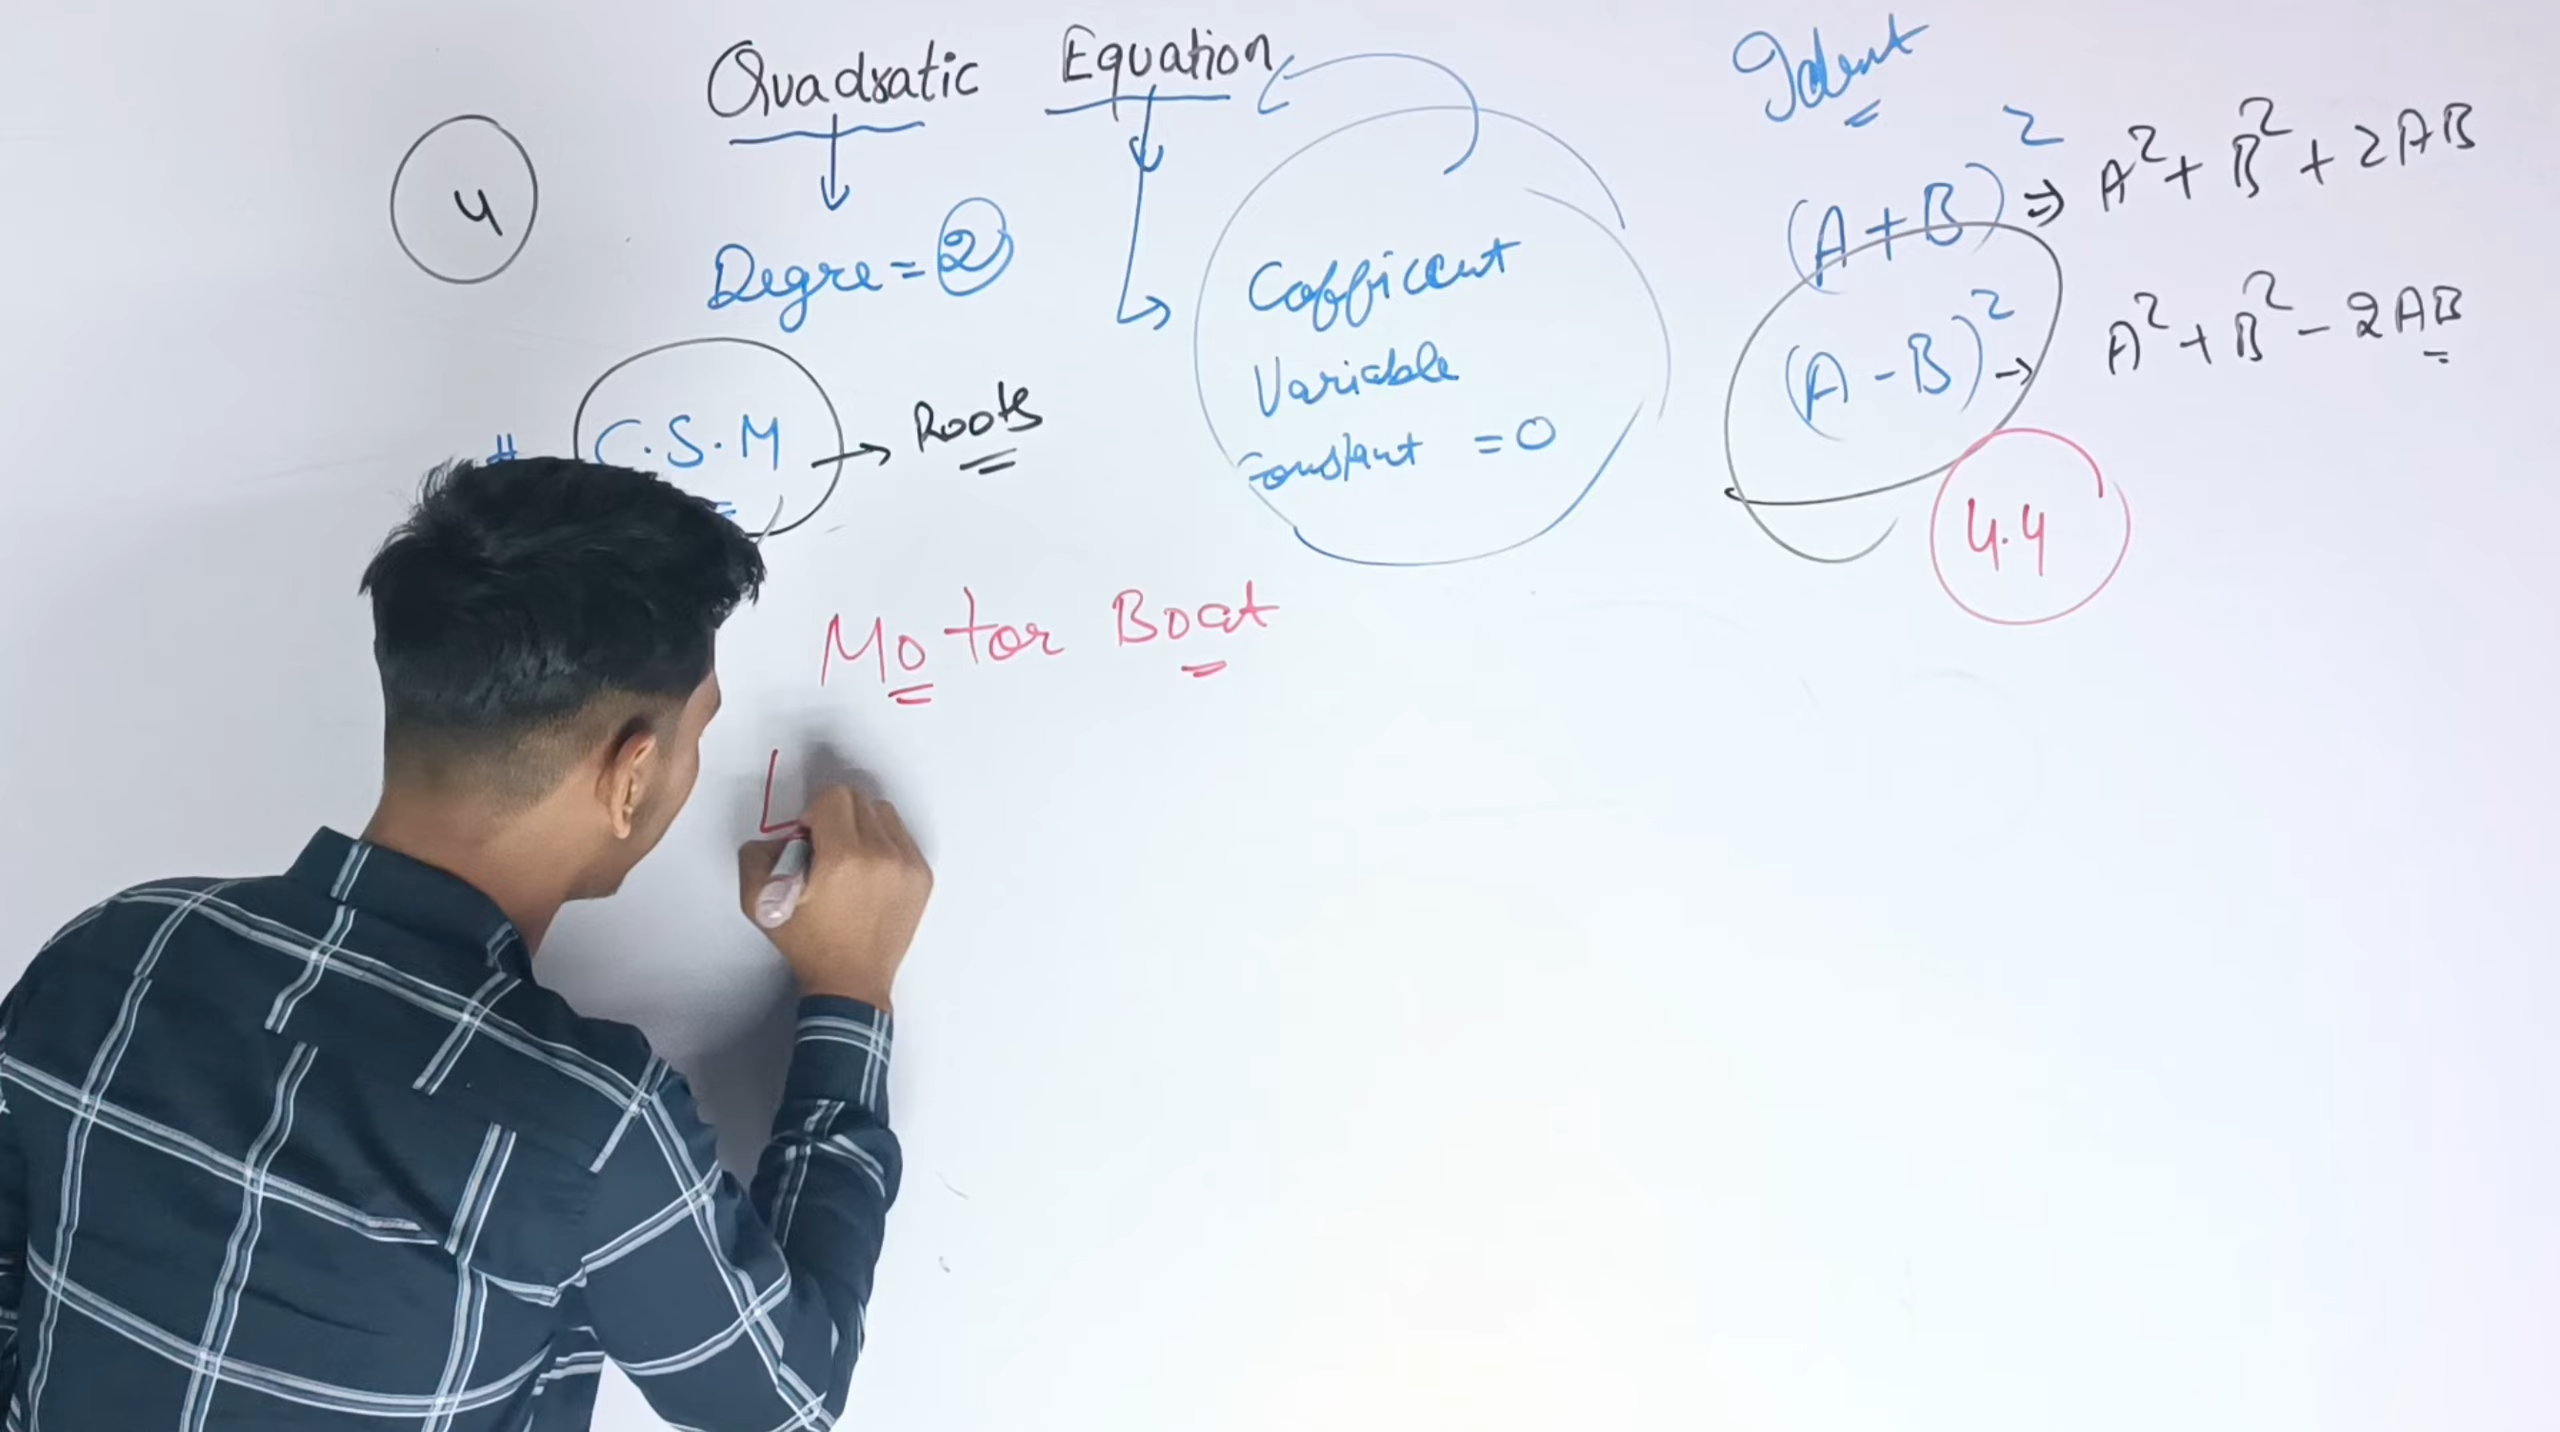 Quadratic Equation
4
Degre = 2
# C.S.M → Roots
Cofficent
Variable
Constant = 0
Ident
(A+B)² ⇒ A² + B² + 2AB
(A-B)² → A² + B² - 2AB
4.4
Motor Boat